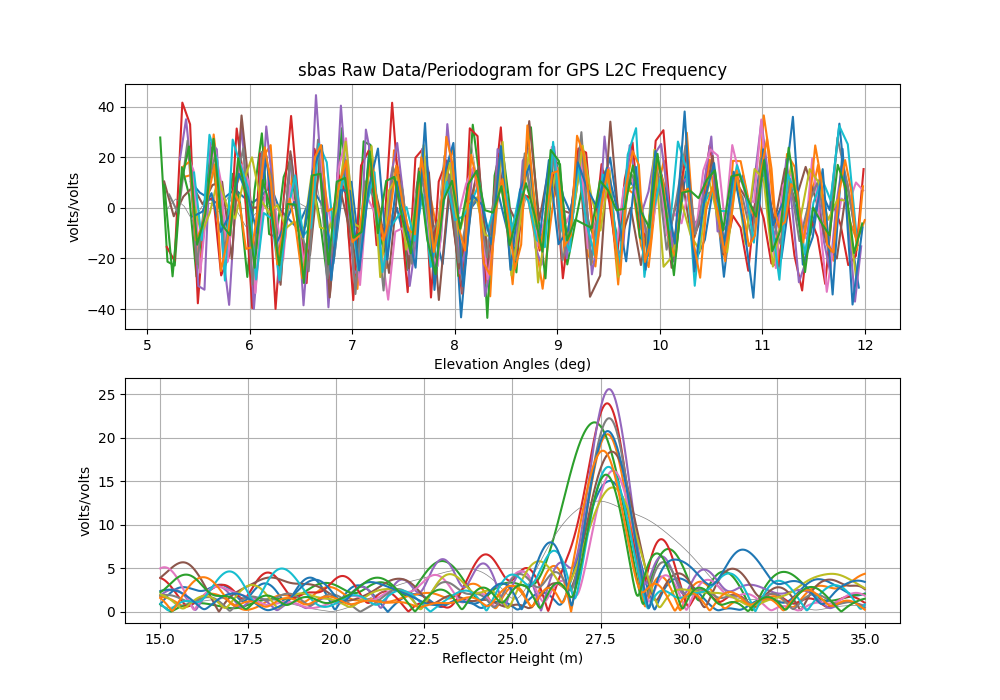 sbas Raw Data/Periodogram for GPS L2C Frequency
40
20
0
−20
−40
volts/volts
5 6 7 8 9 10 11 12
Elevation Angles (deg)
25
20
15
10
5
0
volts/volts
15.0 17.5 20.0 22.5 25.0 27.5 30.0 32.5 35.0
Reflector Height (m)